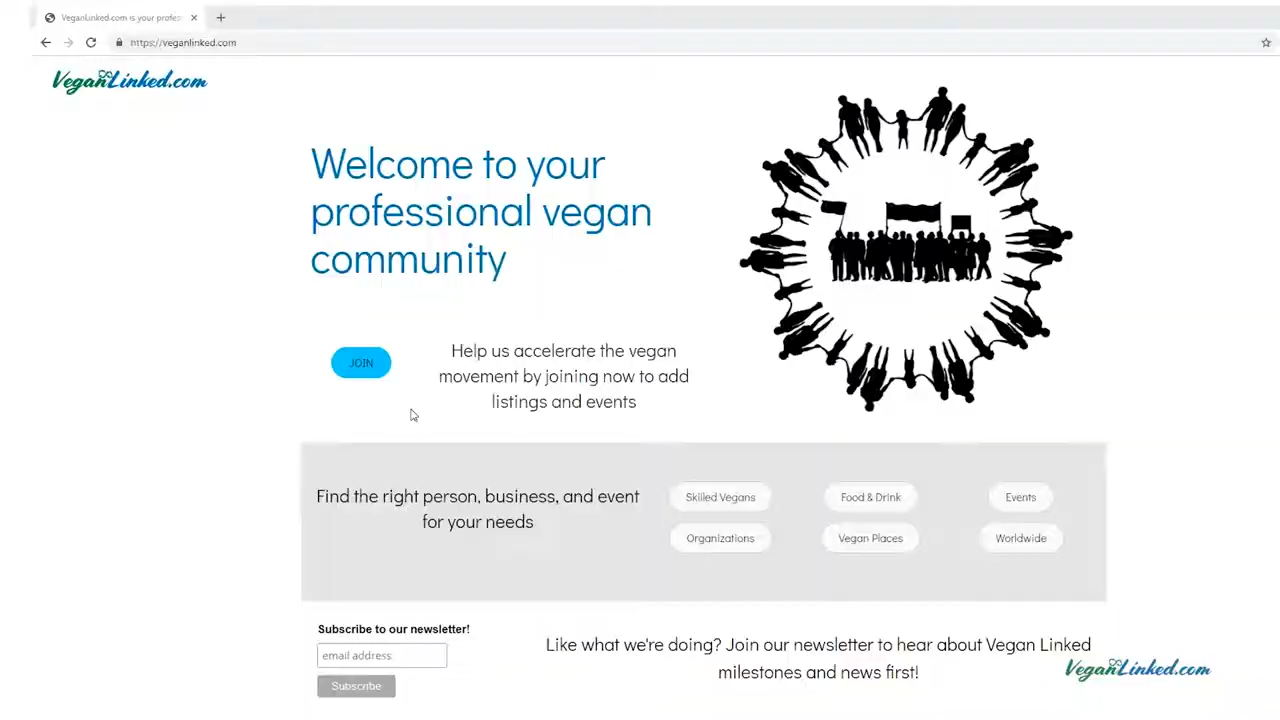 VeganLinked.com is your profes
https://veganlinked.com
VeganLinked.com
Welcome to your
professional vegan
community
JOIN
Help us accelerate the vegan
movement by joining now to add
listings and events
Find the right person, business, and event
for your needs
Skilled Vegans
Food & Drink
Events
Organizations
Vegan Places
Worldwide
Subscribe to our newsletter!
email address
Subscribe
Like what we're doing? Join our newsletter to hear about Vegan Linked
milestones and news first!
VeganLinked.com